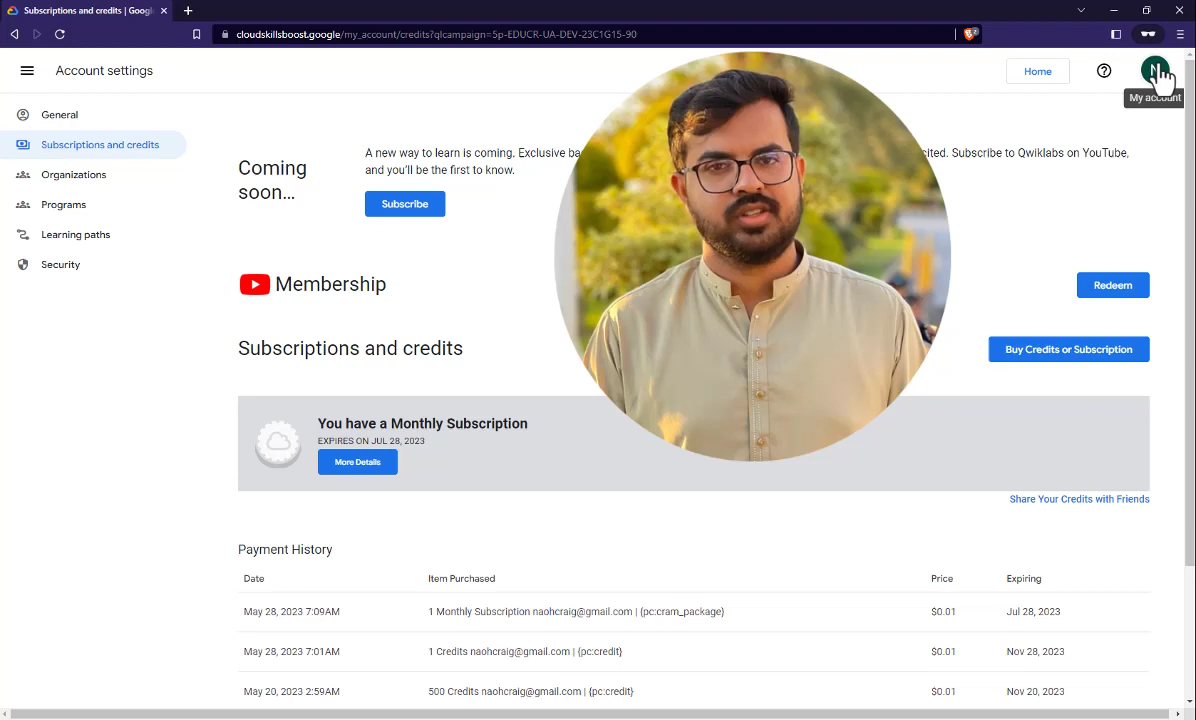 Subscriptions and credits | Googl
cloudskillsboost.google/my_account/credits?qlcampaign=5p-EDUCR-UA-DEV-23C1G15-90
2
Account settings
Home
My account
General
Subscriptions and credits
Organizations
Programs
Learning paths
Security
Coming
soon...
A new way to learn is coming. Exclusive ba
cited. Subscribe to Qwiklabs on YouTube,
and you'll be the first to know.
Subscribe
Membership
Redeem
Subscriptions and credits
Buy Credits or Subscription
You have a Monthly Subscription
EXPIRES ON JUL 28, 2023
More Details
Share Your Credits with Friends
Payment History
Date Item Purchased Price Expiring
May 28, 2023 7:09AM 1 Monthly Subscription naohcraig@gmail.com | {pc:cram_package) $0.01 Jul 28, 2023
May 28, 2023 7:01AM 1 Credits naohcraig@gmail.com | {pc:credit} $0.01 Nov 28, 2023
May 20, 2023 2:59AM 500 Credits naohcraig@gmail.com | {pc:credit) $0.01 Nov 20, 2023